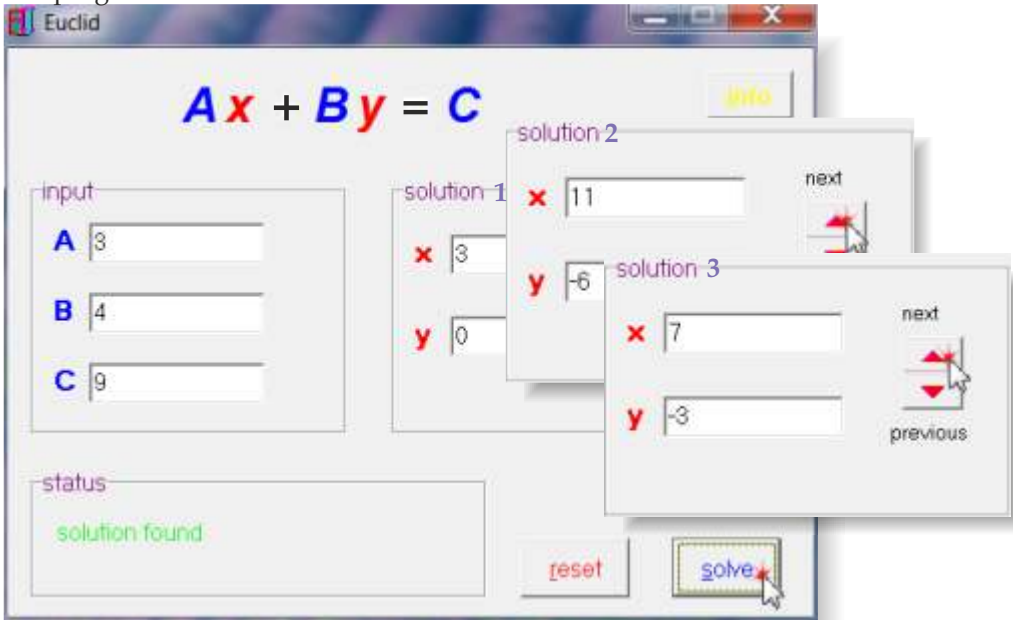 Euclid
Ax + By = C
info
input
A 3
B 4
C 9
solution 1
x 3
y 0
solution 2
x 11
y -6
next
solution 3
x 7
y -3
next
previous
status
solution found
reset
solve